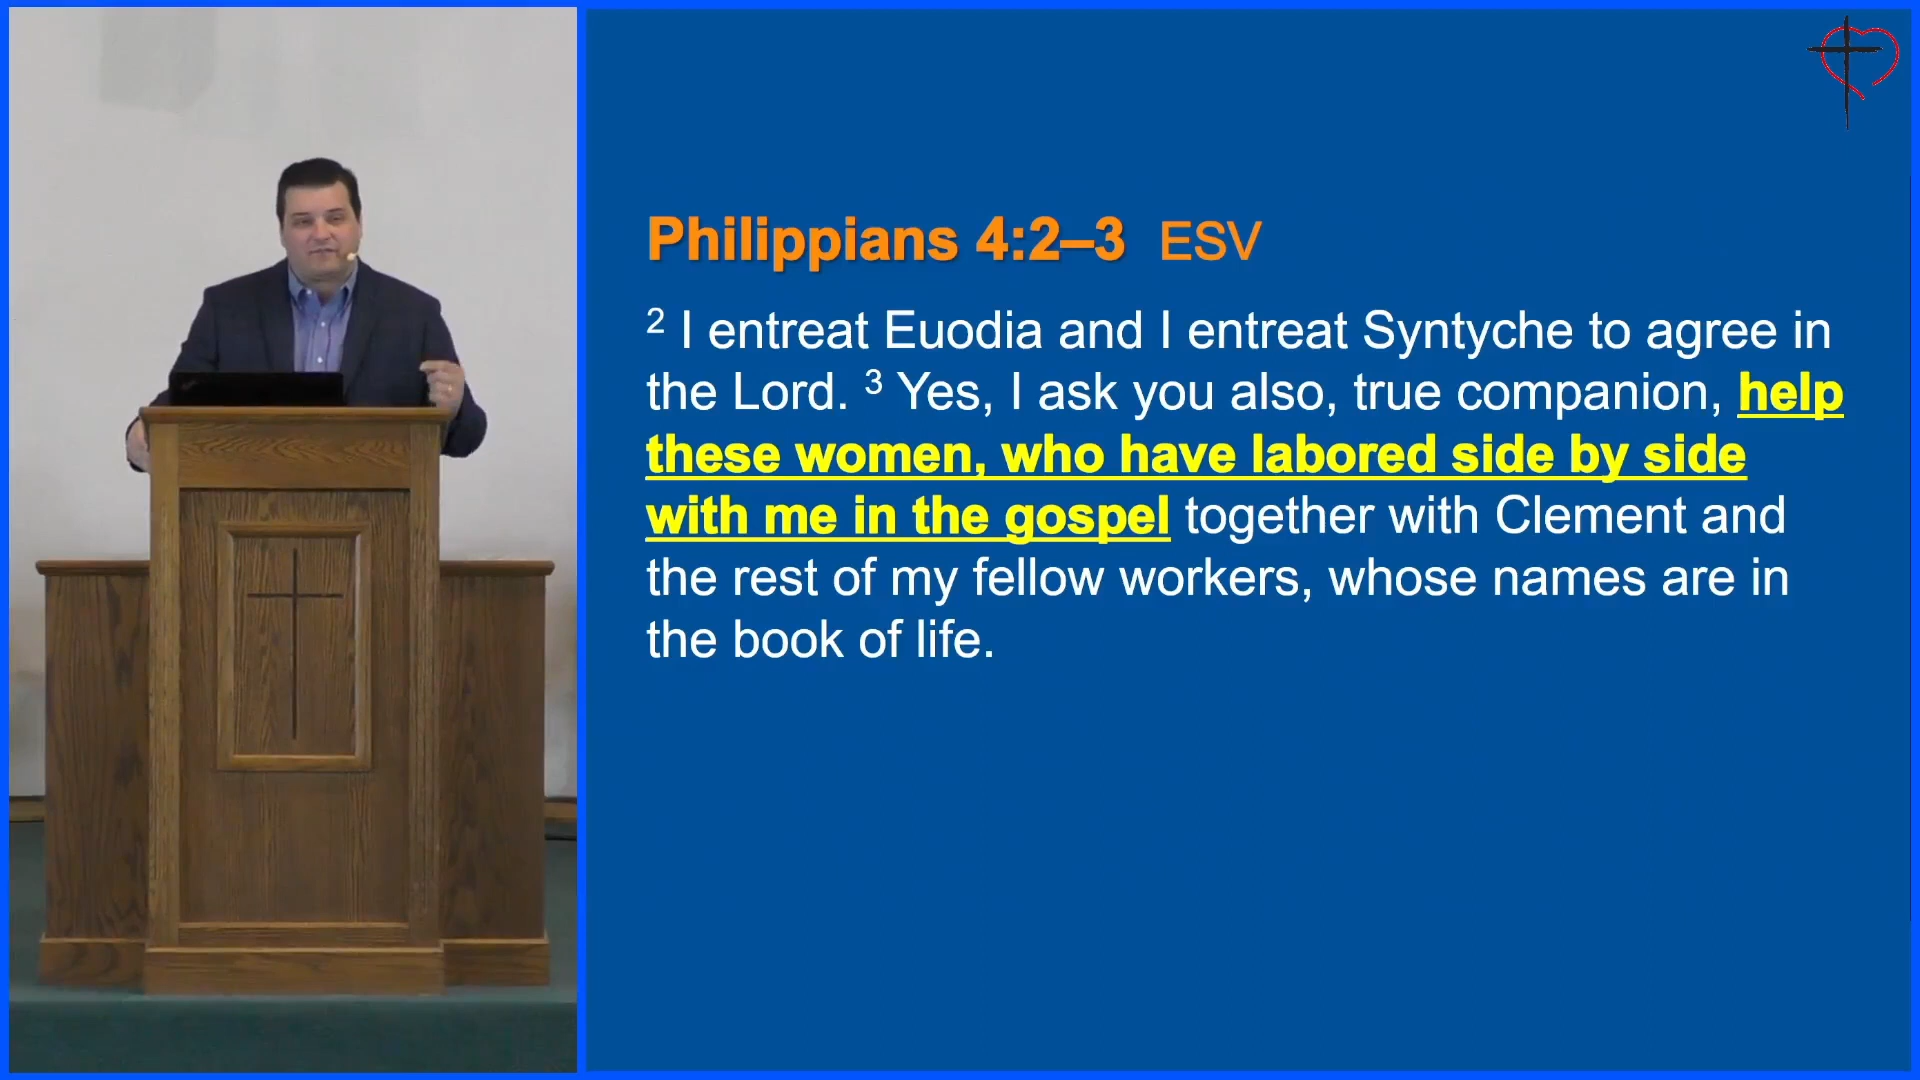 Philippians 4:2–3 ESV
2 I entreat Euodia and I entreat Syntyche to agree in
the Lord. 3 Yes, I ask you also, true companion, help
these women, who have labored side by side
with me in the gospel together with Clement and
the rest of my fellow workers, whose names are in
the book of life.